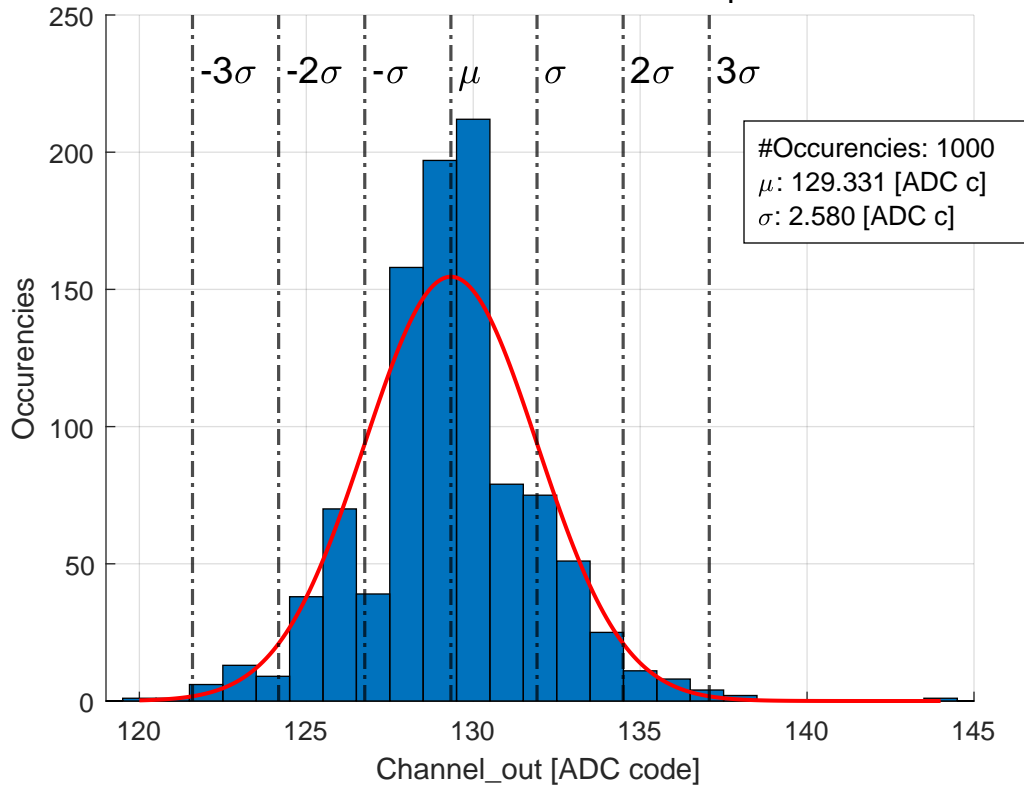 250
200
150
100
50
0
-3σ -2σ -σ μ σ 2σ 3σ
#Occurencies: 1000
μ: 129.331 [ADC c]
σ: 2.580 [ADC c]
Occurencies
120 125 130 135 140 145
Channel_out [ADC code]